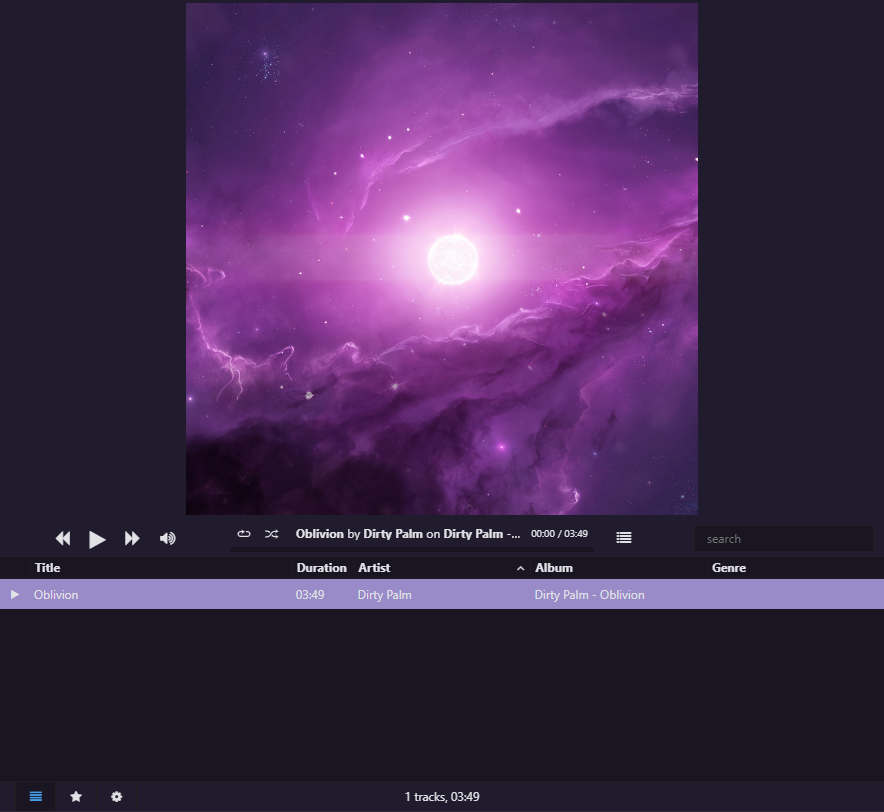 Oblivion by Dirty Palm on Dirty Palm -... 00:00 / 03:49
search
Title Duration Artist Album Genre
Oblivion 03:49 Dirty Palm Dirty Palm - Oblivion
1 tracks, 03:49